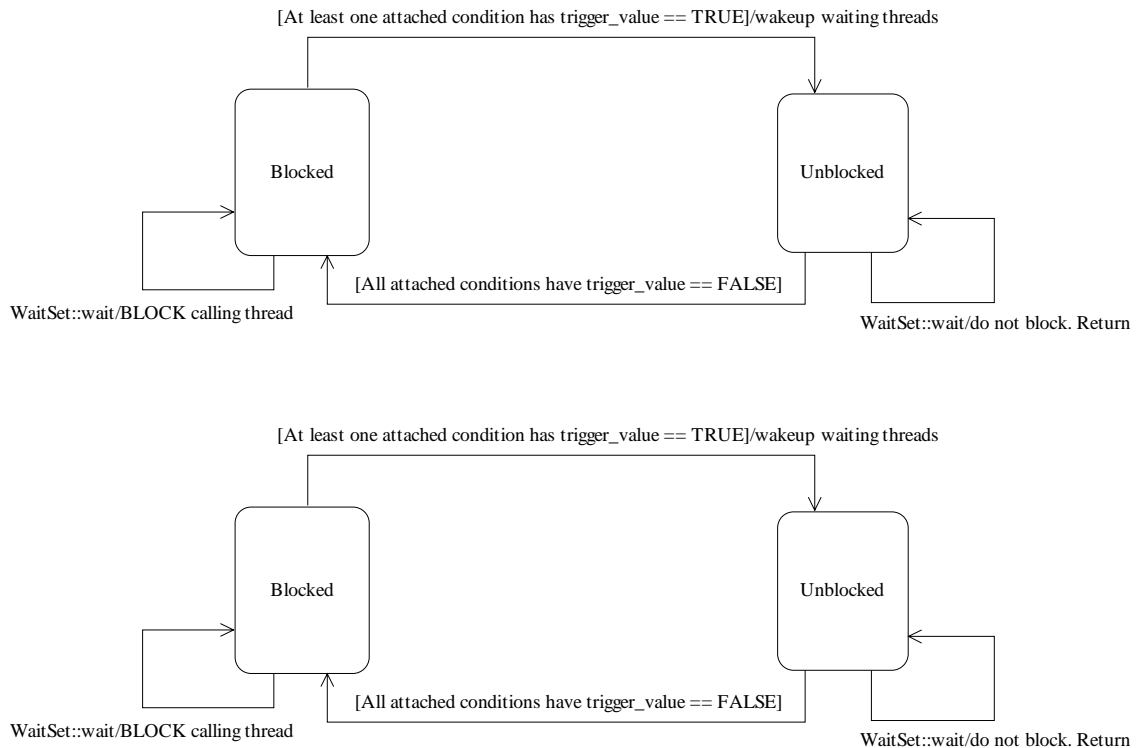 [At least one attached condition has trigger_value == TRUE]/wakeup waiting threads
Blocked
Unblocked
[All attached conditions have trigger_value == FALSE]
WaitSet::wait/BLOCK calling thread
WaitSet::wait/do not block. Return
[At least one attached condition has trigger_value == TRUE]/wakeup waiting threads
Blocked
Unblocked
[All attached conditions have trigger_value == FALSE]
WaitSet::wait/BLOCK calling thread
WaitSet::wait/do not block. Return